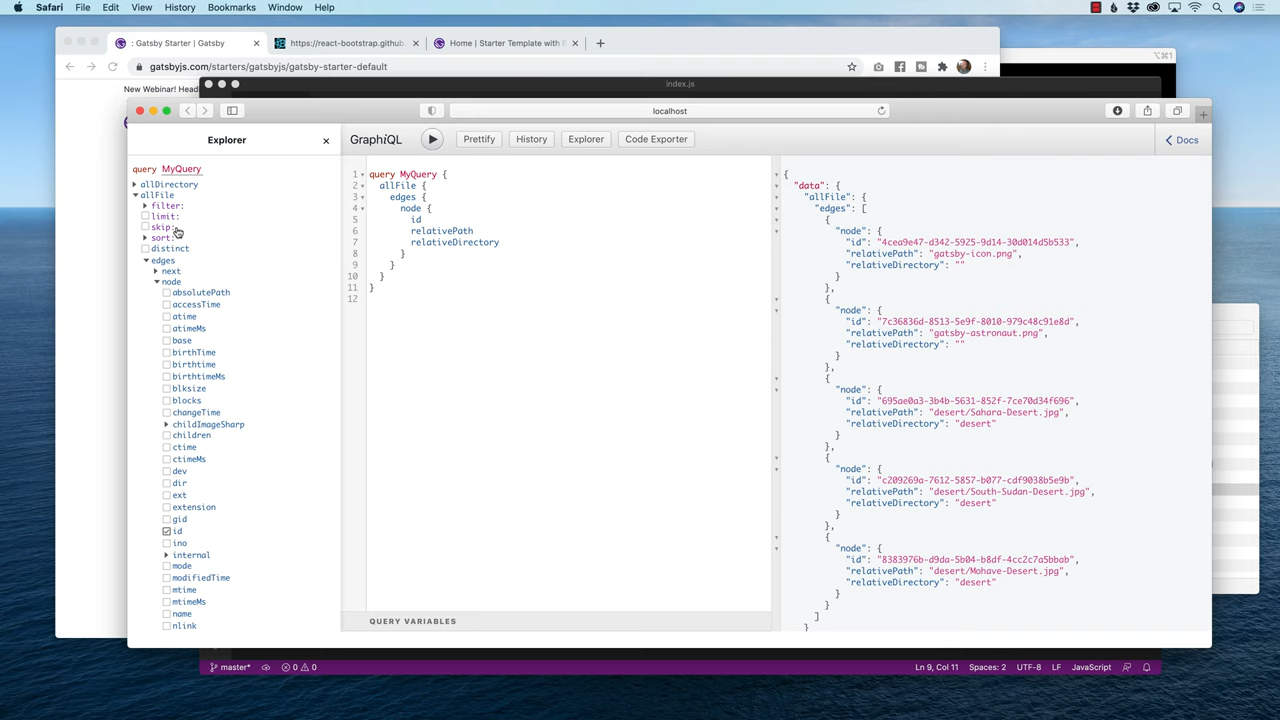 Safari File Edit View History Bookmarks Window Help
: Gatsby Starter | Gatsby
https://react-bootstrap.github
Home | Starter Template with
gatsbyjs.com/starters/gatsbyjs/gatsby-starter-default
⌥⌘1
New Webinar! Head
index.js
localhost
Explorer
GraphiQL
Prettify
History
Explorer
Code Exporter
Docs
query MyQuery
allDirectory
allFile
filter:
limit:
skip:
sort:
distinct
edges
next
node
absolutePath
accessTime
atime
atimeMs
base
birthTime
birthtime
birthtimeMs
blksize
blocks
changeTime
childImageSharp
children
ctime
ctimeMs
dev
dir
ext
extension
gid
id
ino
internal
mode
modifiedTime
mtime
mtimeMs
name
nlink
1 query MyQuery {
2 allFile {
3 edges {
4 node {
5 id
6 relativePath
7 relativeDirectory
8 }
9 }
10 }
11 }
12
QUERY VARIABLES
{
"data": {
"allFile": {
"edges": [
{
"node": {
"id": "4cea9e47-d342-5925-9d14-30d014d5b533",
"relativePath": "gatsby-icon.png",
"relativeDirectory": ""
}
},
{
"node": {
"id": "7c36836d-8513-5e9f-8010-979c48c91e8d",
"relativePath": "gatsby-astronaut.png",
"relativeDirectory": ""
}
},
{
"node": {
"id": "695ae0a3-3b4b-5631-852f-7ce70d34f696",
"relativePath": "desert/Sahara-Desert.jpg",
"relativeDirectory": "desert"
}
},
{
"node": {
"id": "c209269a-7612-5857-b077-cdf9038b5e9b",
"relativePath": "desert/South-Sudan-Desert.jpg",
"relativeDirectory": "desert"
}
},
{
"node": {
"id": "8383976b-d9da-5b04-b8df-4cc2c7a5bbab",
"relativePath": "desert/Mohave-Desert.jpg",
"relativeDirectory": "desert"
}
}
]
}
master* 0 0
Ln 9, Col 11 Spaces: 2 UTF-8 LF JavaScript